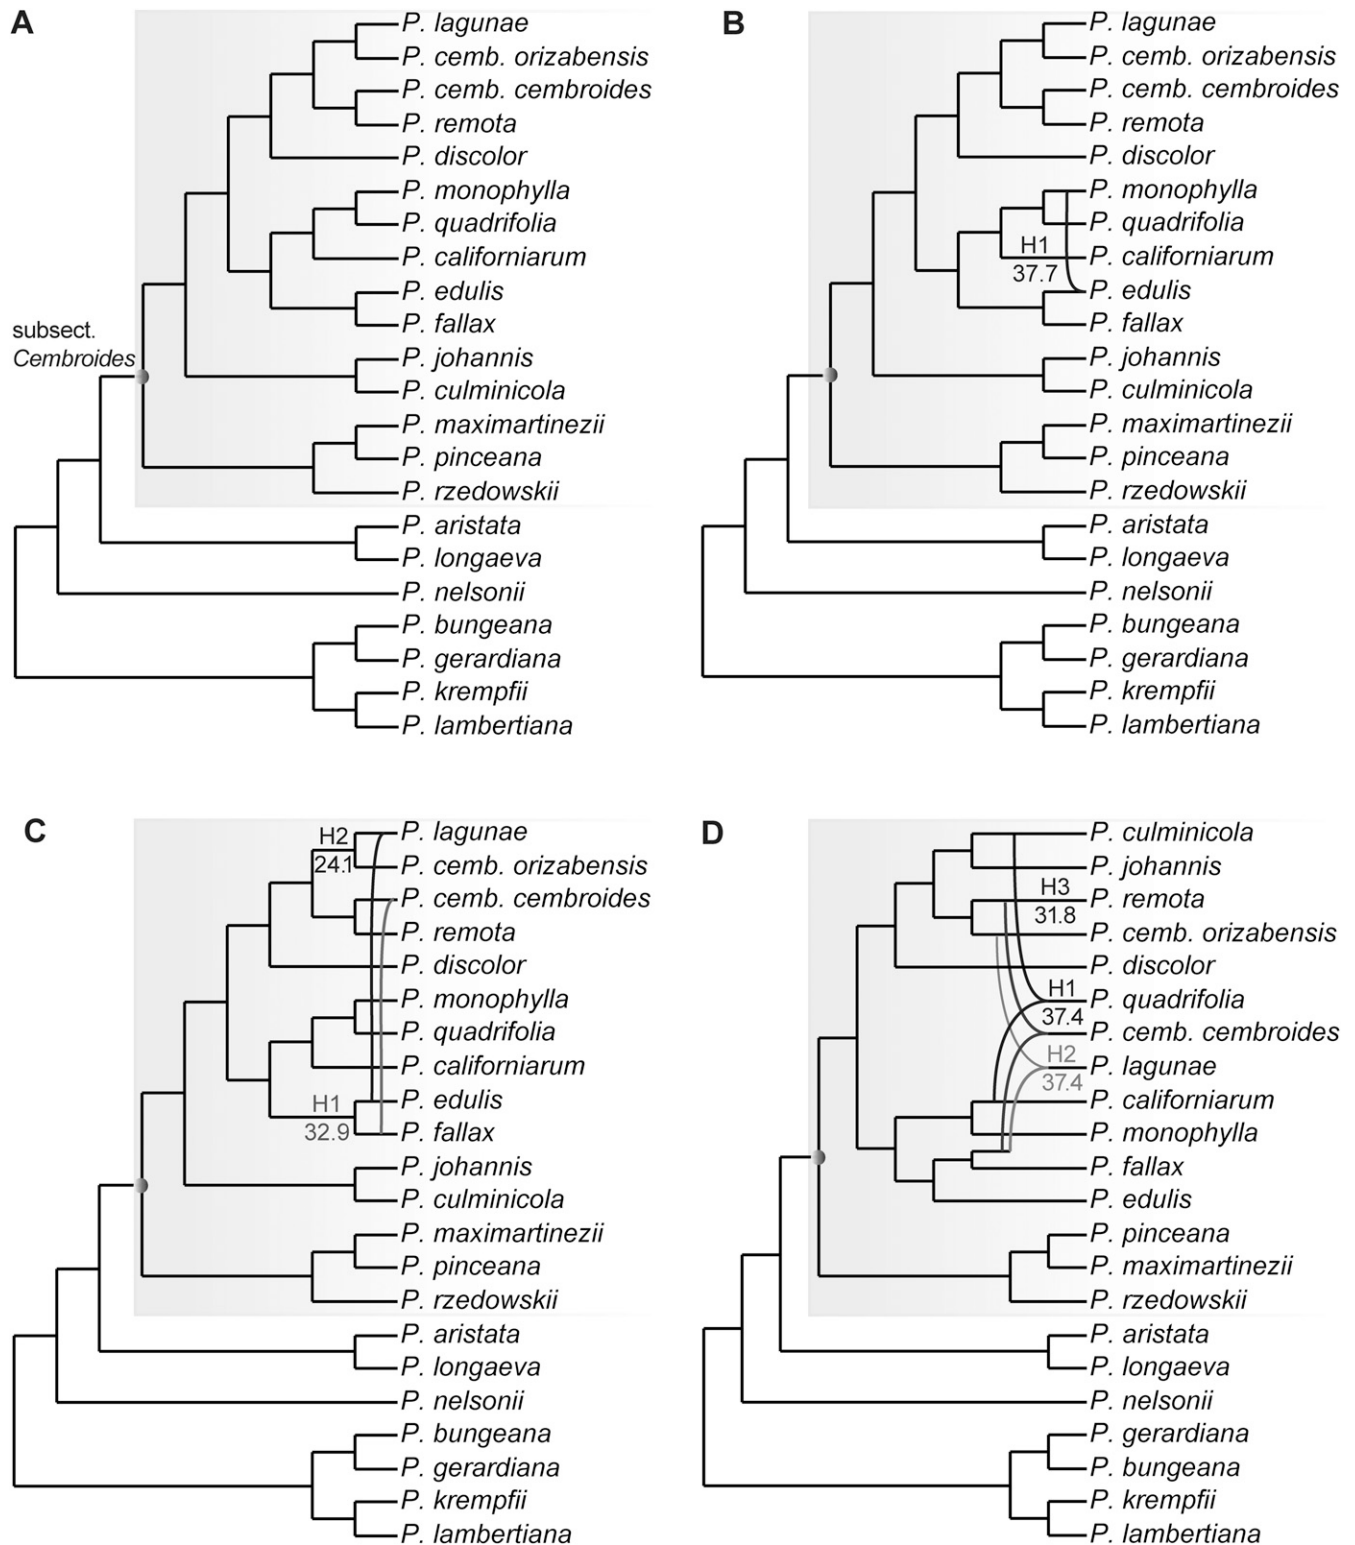 A
P. lagunae
P. cemb. orizabensis
P. cemb. cembroides
P. remota
P. discolor
P. monophylla
P. quadrifolia
P. californiarum
P. edulis
P. fallax
subsect.
Cembroides
P. johannis
P. culminicola
P. maximartinezii
P. pinceana
P. rzedowskii
P. aristata
P. longaeva
P. nelsonii
P. bungeana
P. gerardiana
P. krempfii
P. lambertiana
B
P. lagunae
P. cemb. orizabensis
P. cemb. cembroides
P. remota
P. discolor
P. monophylla
P. quadrifolia
H1
P. californiarum
37.7
P. edulis
P. fallax
P. johannis
P. culminicola
P. maximartinezii
P. pinceana
P. rzedowskii
P. aristata
P. longaeva
P. nelsonii
P. bungeana
P. gerardiana
P. krempfii
P. lambertiana
C
H2
P. lagunae
24.1
P. cemb. orizabensis
P. cemb. cembroides
P. remota
P. discolor
P. monophylla
P. quadrifolia
P. californiarum
H1
P. edulis
32.9
P. fallax
P. johannis
P. culminicola
P. maximartinezii
P. pinceana
P. rzedowskii
P. aristata
P. longaeva
P. nelsonii
P. bungeana
P. gerardiana
P. krempfii
P. lambertiana
D
P. culminicola
P. johannis
H3
P. remota
31.8
P. cemb. orizabensis
P. discolor
H1
P. quadrifolia
37.4
P. cemb. cembroides
H2
P. lagunae
37.4
P. californiarum
P. monophylla
P. fallax
P. edulis
P. pinceana
P. maximartinezii
P. rzedowskii
P. aristata
P. longaeva
P. nelsonii
P. gerardiana
P. bungeana
P. krempfii
P. lambertiana